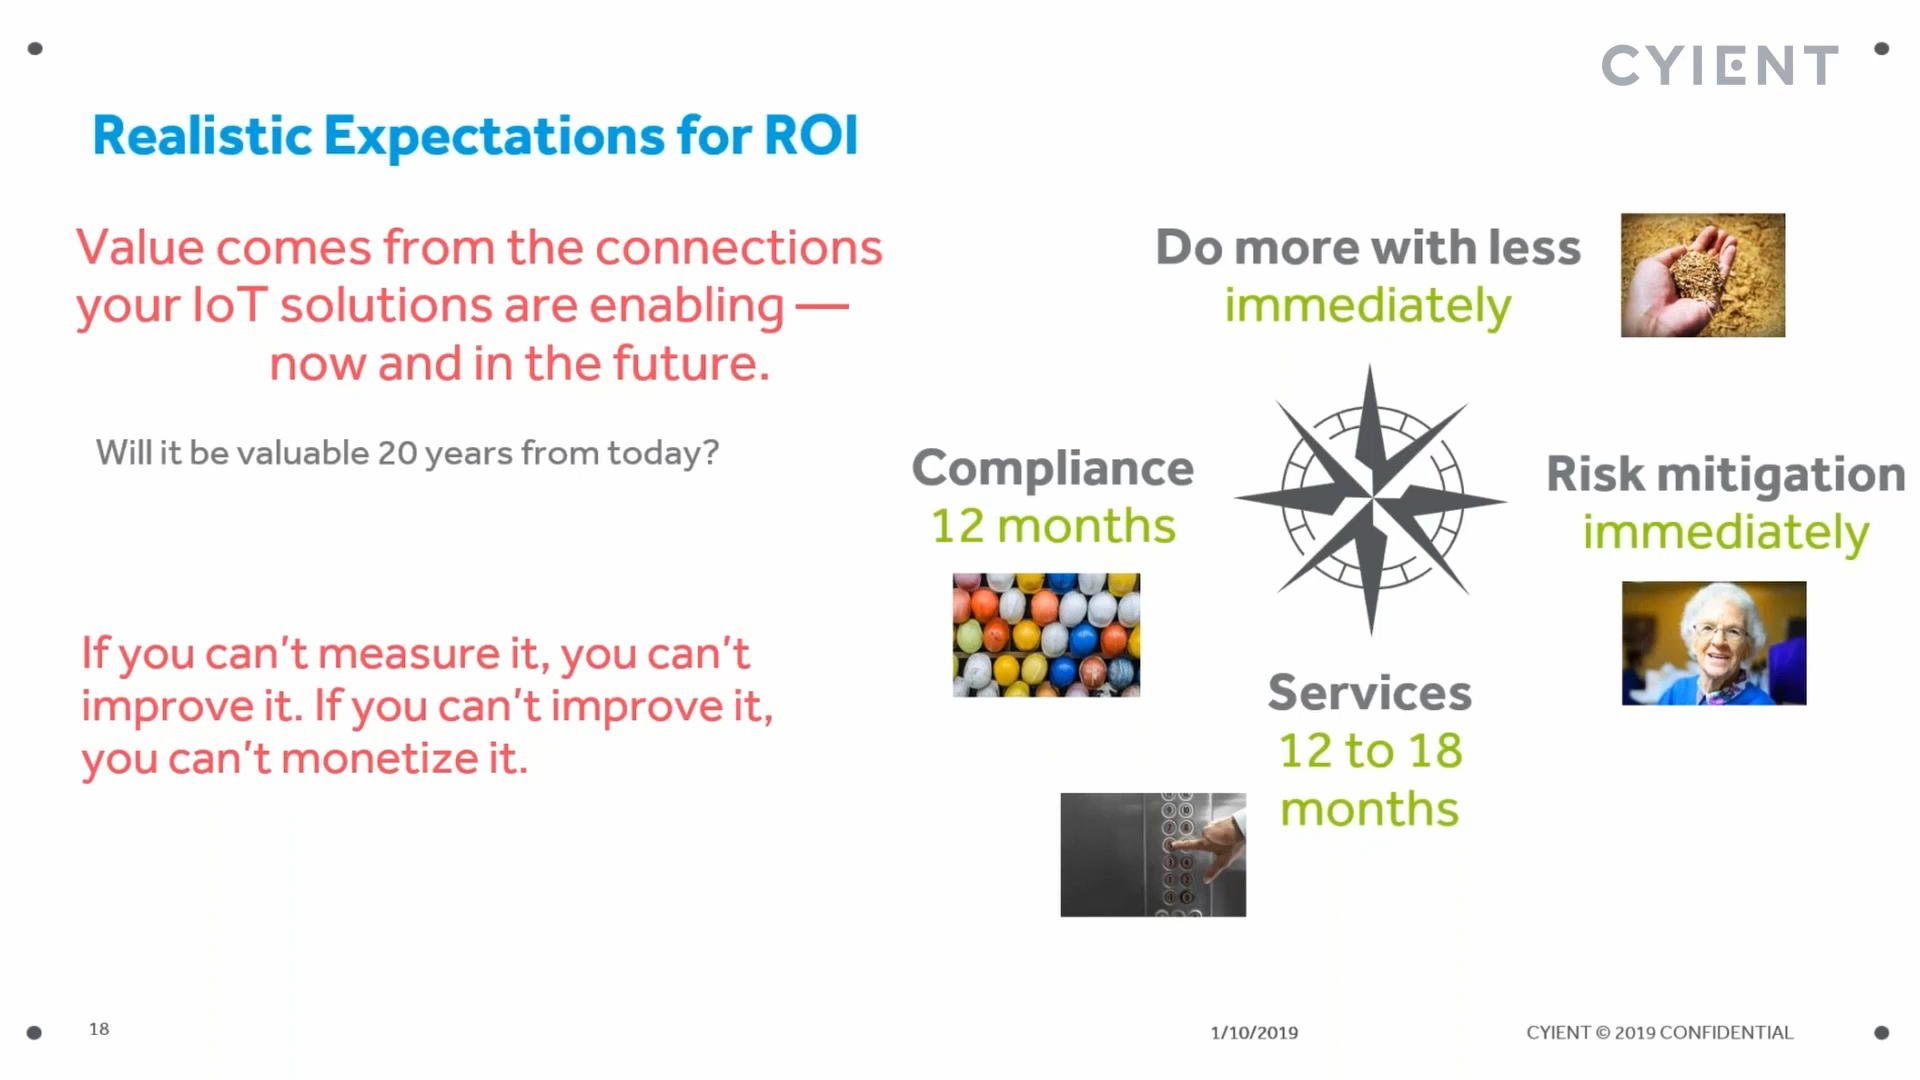 CYIENT
Realistic Expectations for ROI
Value comes from the connections
your IoT solutions are enabling —
now and in the future.
Will it be valuable 20 years from today?
If you can't measure it, you can't
improve it. If you can't improve it,
you can't monetize it.
Do more with less
immediately
Compliance
12 months
Risk mitigation
immediately
Services
12 to 18
months
18
1/10/2019
CYIENT © 2019 CONFIDENTIAL